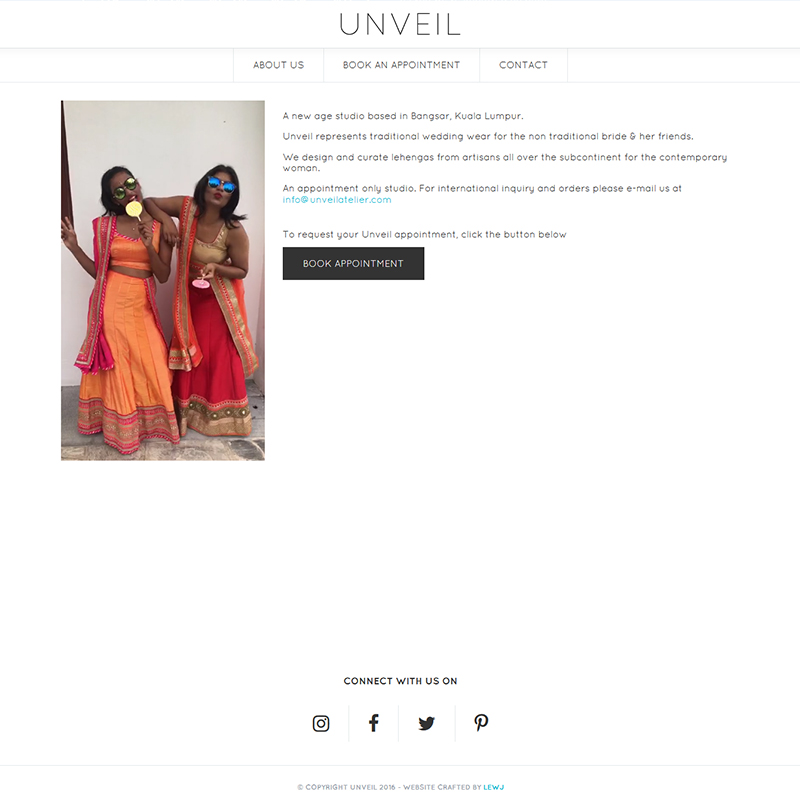 UNVEIL
ABOUT US
BOOK AN APPOINTMENT
CONTACT
A new age studio based in Bangsar, Kuala Lumpur.
Unveil represents traditional wedding wear for the non traditional bride & her friends.
We design and curate lehengas from artisans all over the subcontinent for the contemporary
woman.
An appointment only studio. For international inquiry and orders please e-mail us at
info@unveilatelier.com
To request your Unveil appointment, click the button below
BOOK APPOINTMENT
CONNECT WITH US ON
© COPYRIGHT UNVEIL 2016 - WEBSITE CRAFTED BY LEWJ